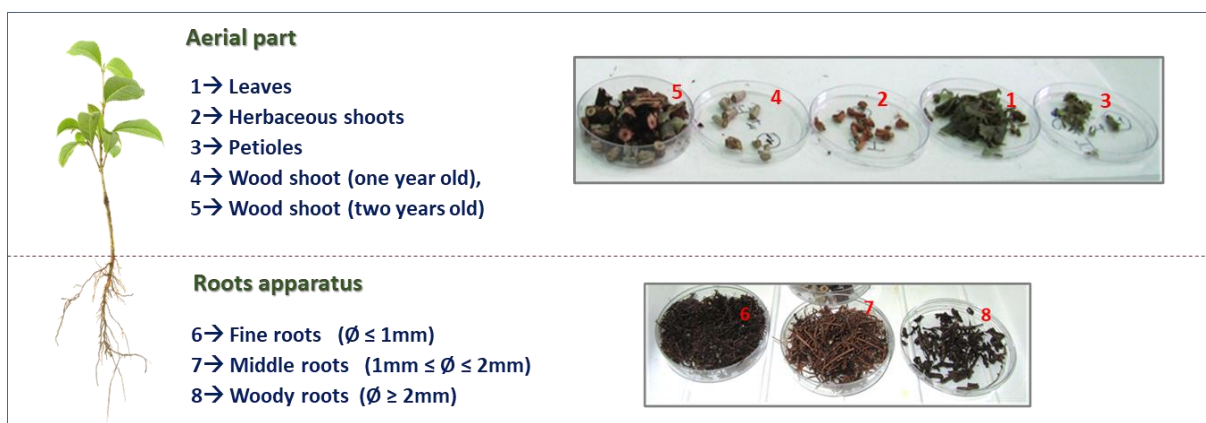 Aerial part
1→ Leaves
2→ Herbaceous shoots
3→ Petioles
4→ Wood shoot (one year old),
5→ Wood shoot (two years old)
5 4 2 1 3
Roots apparatus
6→ Fine roots (Ø ≤ 1mm)
7→ Middle roots (1mm ≤ Ø ≤ 2mm)
8→ Woody roots (Ø ≥ 2mm)
6 7 8